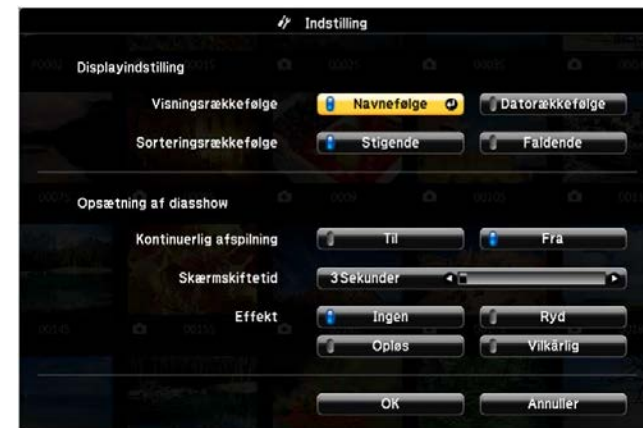 Indstilling
Displayindstilling
Visningsrækkefølge Navnefølge Datorækkefølge
Sorteringsrækkefølge Stigende Faldende
Opsætning af diasshow
Kontinuerlig afspilning Til Fra
Skærmskiftetid 3Sekunder
Effekt Ingen Ryd
Opløs Vilkårlig
OK Annuller